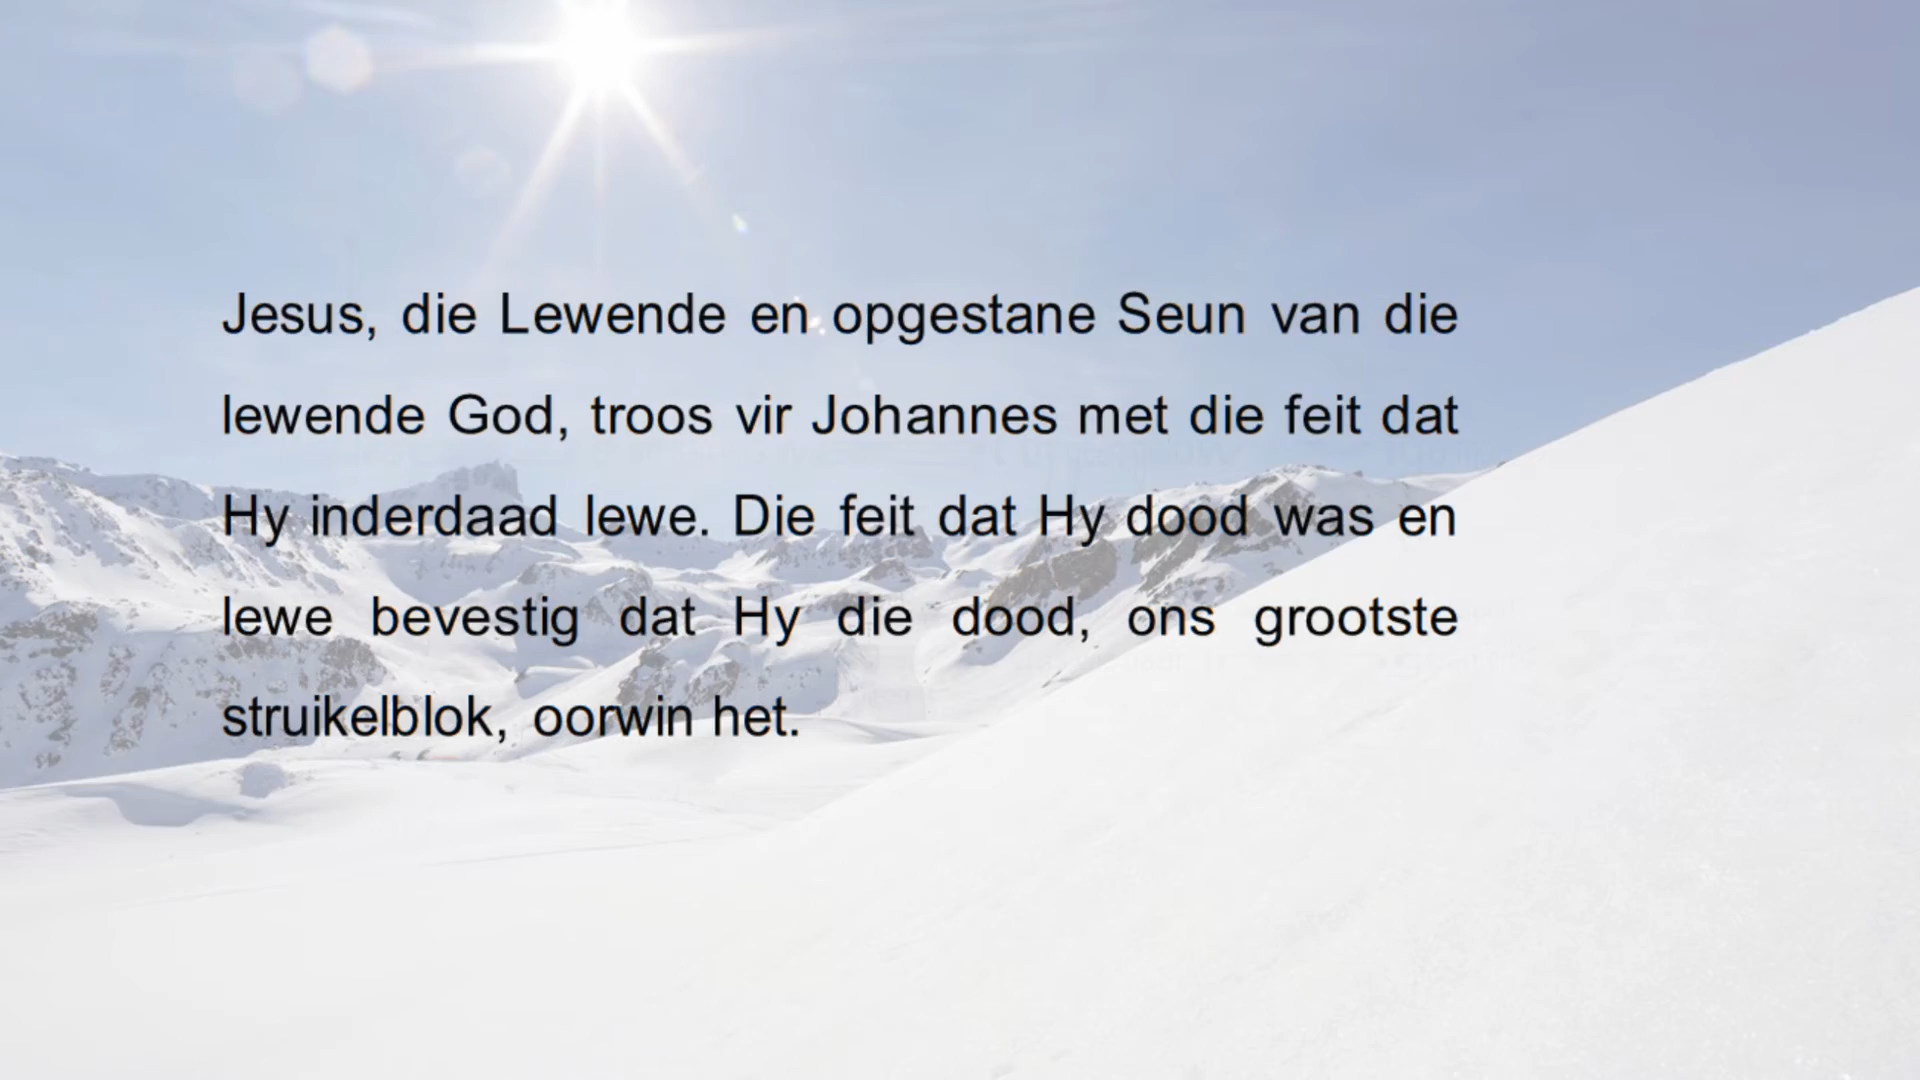 Jesus, die Lewende en opgestane Seun van die
lewende God, troos vir Johannes met die feit dat
Hy inderdaad lewe. Die feit dat Hy dood was en
lewe bevestig dat Hy die dood, ons grootste
struikelblok, oorwin het.